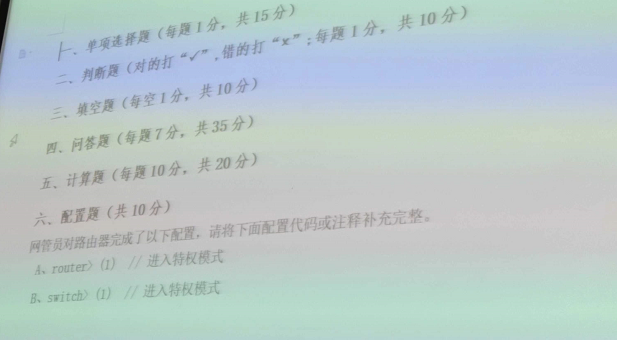 一、单项选择题（每题 1 分，共 15 分）
二、判断题（对的打“√”，错的打“×”；每题 1 分，共 10 分）
三、填空题（每空 1 分，共 10 分）
四、问答题（每题 7 分，共 35 分）
五、计算题（每题 10 分，共 20 分）
六、配置题（共 10 分）
网管员对路由器完成了以下配置，请将下面配置代码或注释补充完整。
A、router〉(1)  // 进入特权模式
B、switch〉(1)  // 进入特权模式